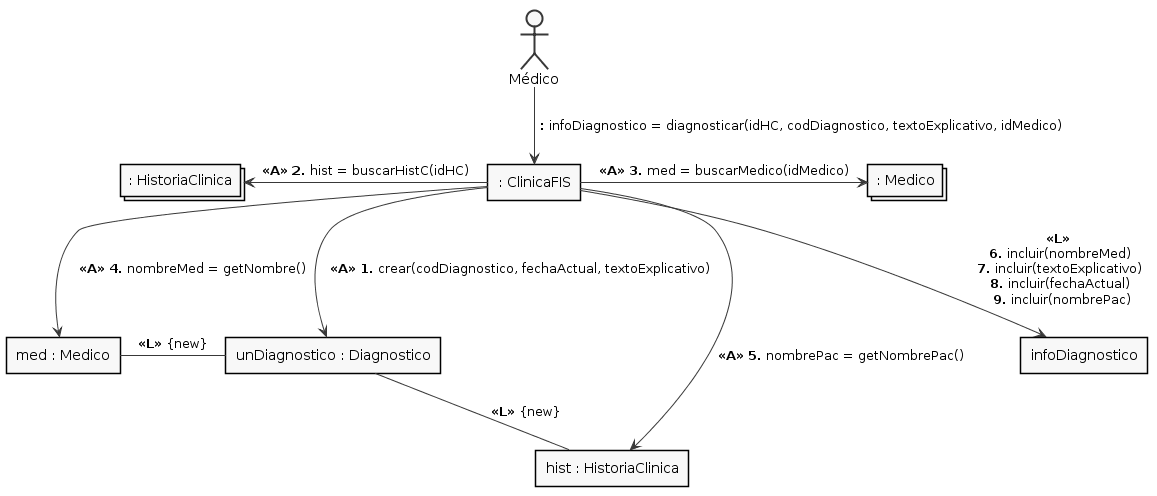 Médico
: infoDiagnostico = diagnosticar(idHC, codDiagnostico, textoExplicativo, idMedico)
: HistoriaClinica
«A» 2. hist = buscarHistC(idHC)
: ClinicaFIS
«A» 3. med = buscarMedico(idMedico)
: Medico
«A» 4. nombreMed = getNombre()
«A» 1. crear(codDiagnostico, fechaActual, textoExplicativo)
«L»
6. incluir(nombreMed)
7. incluir(textoExplicativo)
8. incluir(fechaActual)
9. incluir(nombrePac)
med : Medico
«L» {new}
unDiagnostico : Diagnostico
«A» 5. nombrePac = getNombrePac()
infoDiagnostico
«L» {new}
hist : HistoriaClinica